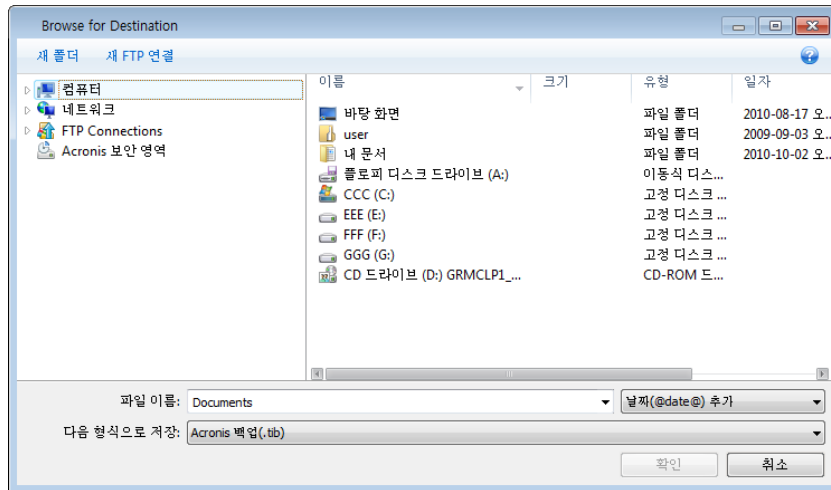 Browse for Destination
새 폴더 새 FTP 연결
컴퓨터
네트워크
FTP Connections
Acronis 보안 영역
이름 크기 유형 일자
바탕 화면 파일 폴더 2010-08-17 오...
user 파일 폴더 2009-09-03 오...
내 문서 파일 폴더 2010-10-02 오...
플로피 디스크 드라이브 (A:) 이동식 디스...
CCC (C:) 고정 디스크 ...
EEE (E:) 고정 디스크 ...
FFF (F:) 고정 디스크 ...
GGG (G:) 고정 디스크 ...
CD 드라이브 (D:) GRMCLP1_... CD-ROM 드...
파일 이름: Documents 날짜(@date@) 추가
다음 형식으로 저장: Acronis 백업(.tib)
확인 취소